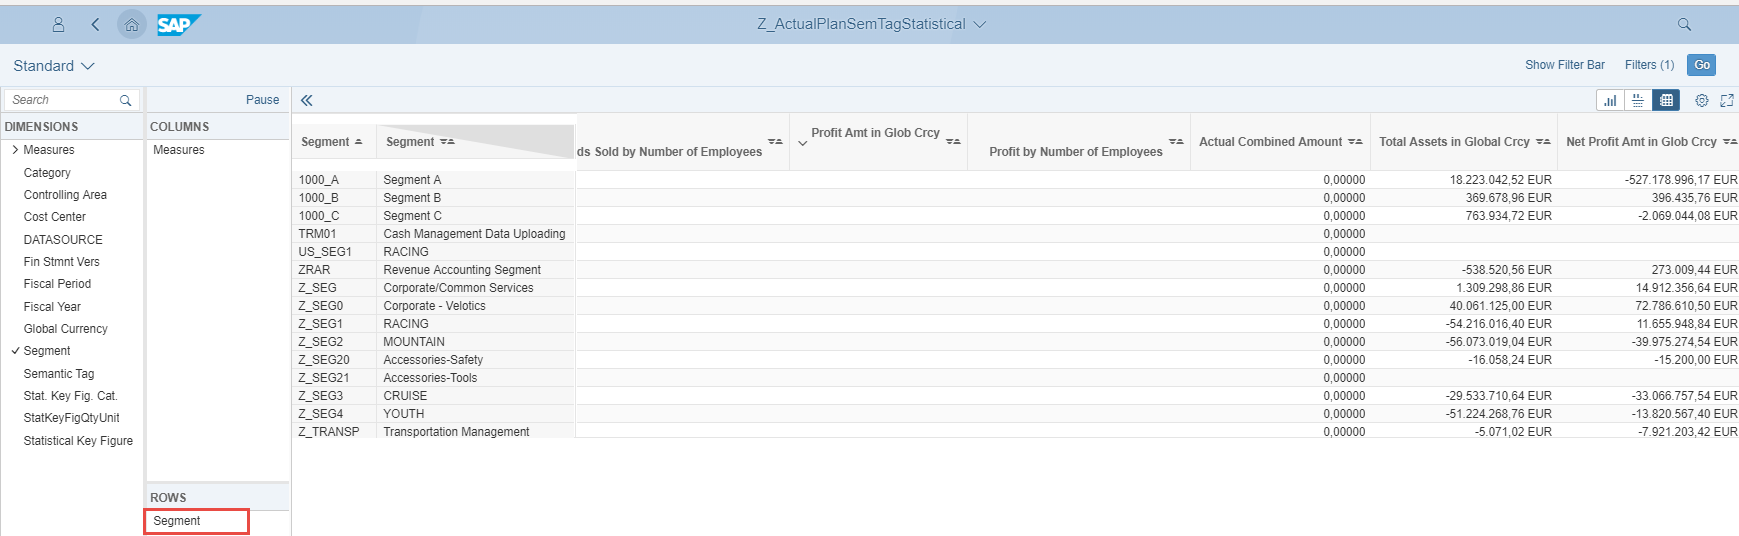 SAP
Z_ActualPlanSemTagStatistical
Standard
Show Filter Bar Filters (1) Go
Search
Pause
DIMENSIONS
Measures
Category
Controlling Area
Cost Center
DATASOURCE
Fin Stmnt Vers
Fiscal Period
Fiscal Year
Global Currency
Segment
Semantic Tag
Stat. Key Fig. Cat.
StatKeyFigQtyUnit
Statistical Key Figure
COLUMNS
Measures
ROWS
Segment
Segment Segment ds Sold by Number of Employees Profit Amt in Glob Crcy Profit by Number of Employees Actual Combined Amount Total Assets in Global Crcy Net Profit Amt in Glob Crcy
1000_A Segment A 0,00000 18.223.042,52 EUR -527.178.996,17 EUR
1000_B Segment B 0,00000 369.678,96 EUR 396.435,76 EUR
1000_C Segment C 0,00000 763.934,72 EUR -2.069.044,08 EUR
TRM01 Cash Management Data Uploading 0,00000
US_SEG1 RACING 0,00000
ZRAR Revenue Accounting Segment 0,00000 -538.520,56 EUR 273.009,44 EUR
Z_SEG Corporate/Common Services 0,00000 1.309.298,86 EUR 14.912.356,64 EUR
Z_SEG0 Corporate - Velotics 0,00000 40.061.125,00 EUR 72.786.610,50 EUR
Z_SEG1 RACING 0,00000 -54.216.016,40 EUR 11.655.948,84 EUR
Z_SEG2 MOUNTAIN 0,00000 -56.073.019,04 EUR -39.975.274,54 EUR
Z_SEG20 Accessories-Safety 0,00000 -16.058,24 EUR -15.200,00 EUR
Z_SEG21 Accessories-Tools 0,00000
Z_SEG3 CRUISE 0,00000 -29.533.710,64 EUR -33.066.757,54 EUR
Z_SEG4 YOUTH 0,00000 -51.224.268,76 EUR -13.820.567,40 EUR
Z_TRANSP Transportation Management 0,00000 -5.071,02 EUR -7.921.203,42 EUR